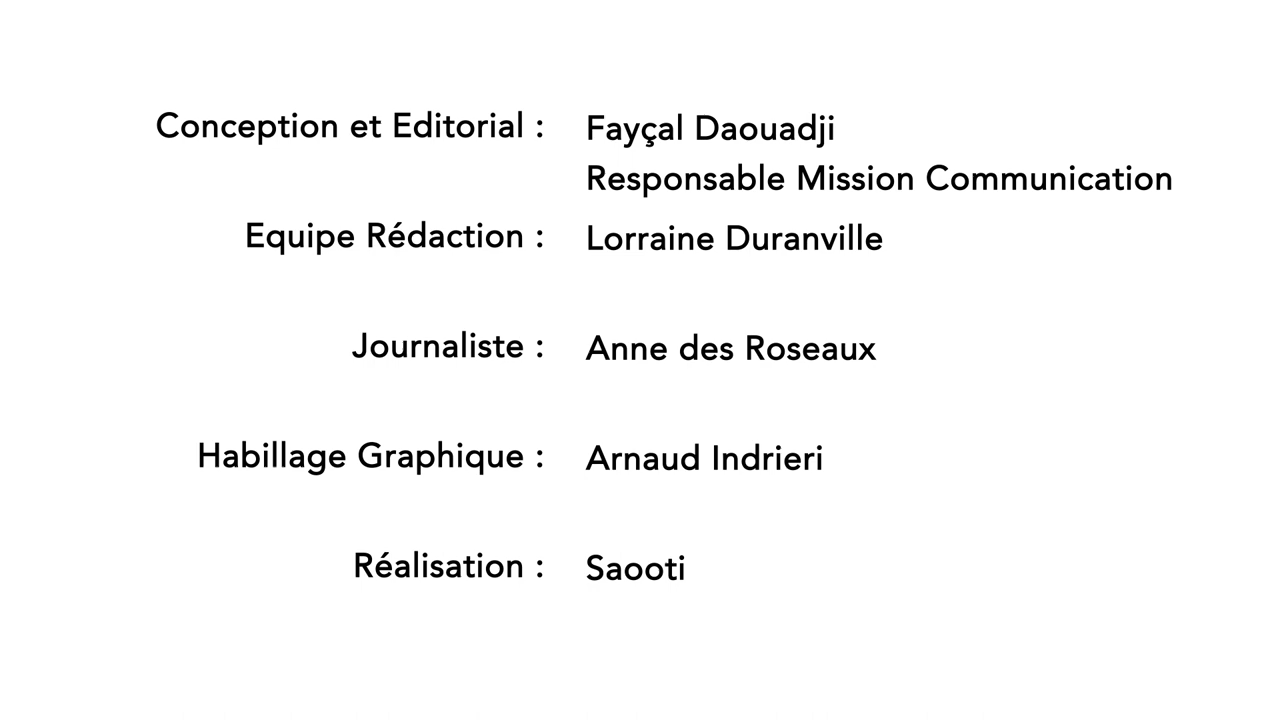 Conception et Editorial : Fayçal Daouadji
Responsable Mission Communication
Equipe Rédaction : Lorraine Duranville
Journaliste : Anne des Roseaux
Habillage Graphique : Arnaud Indrieri
Réalisation : Saooti